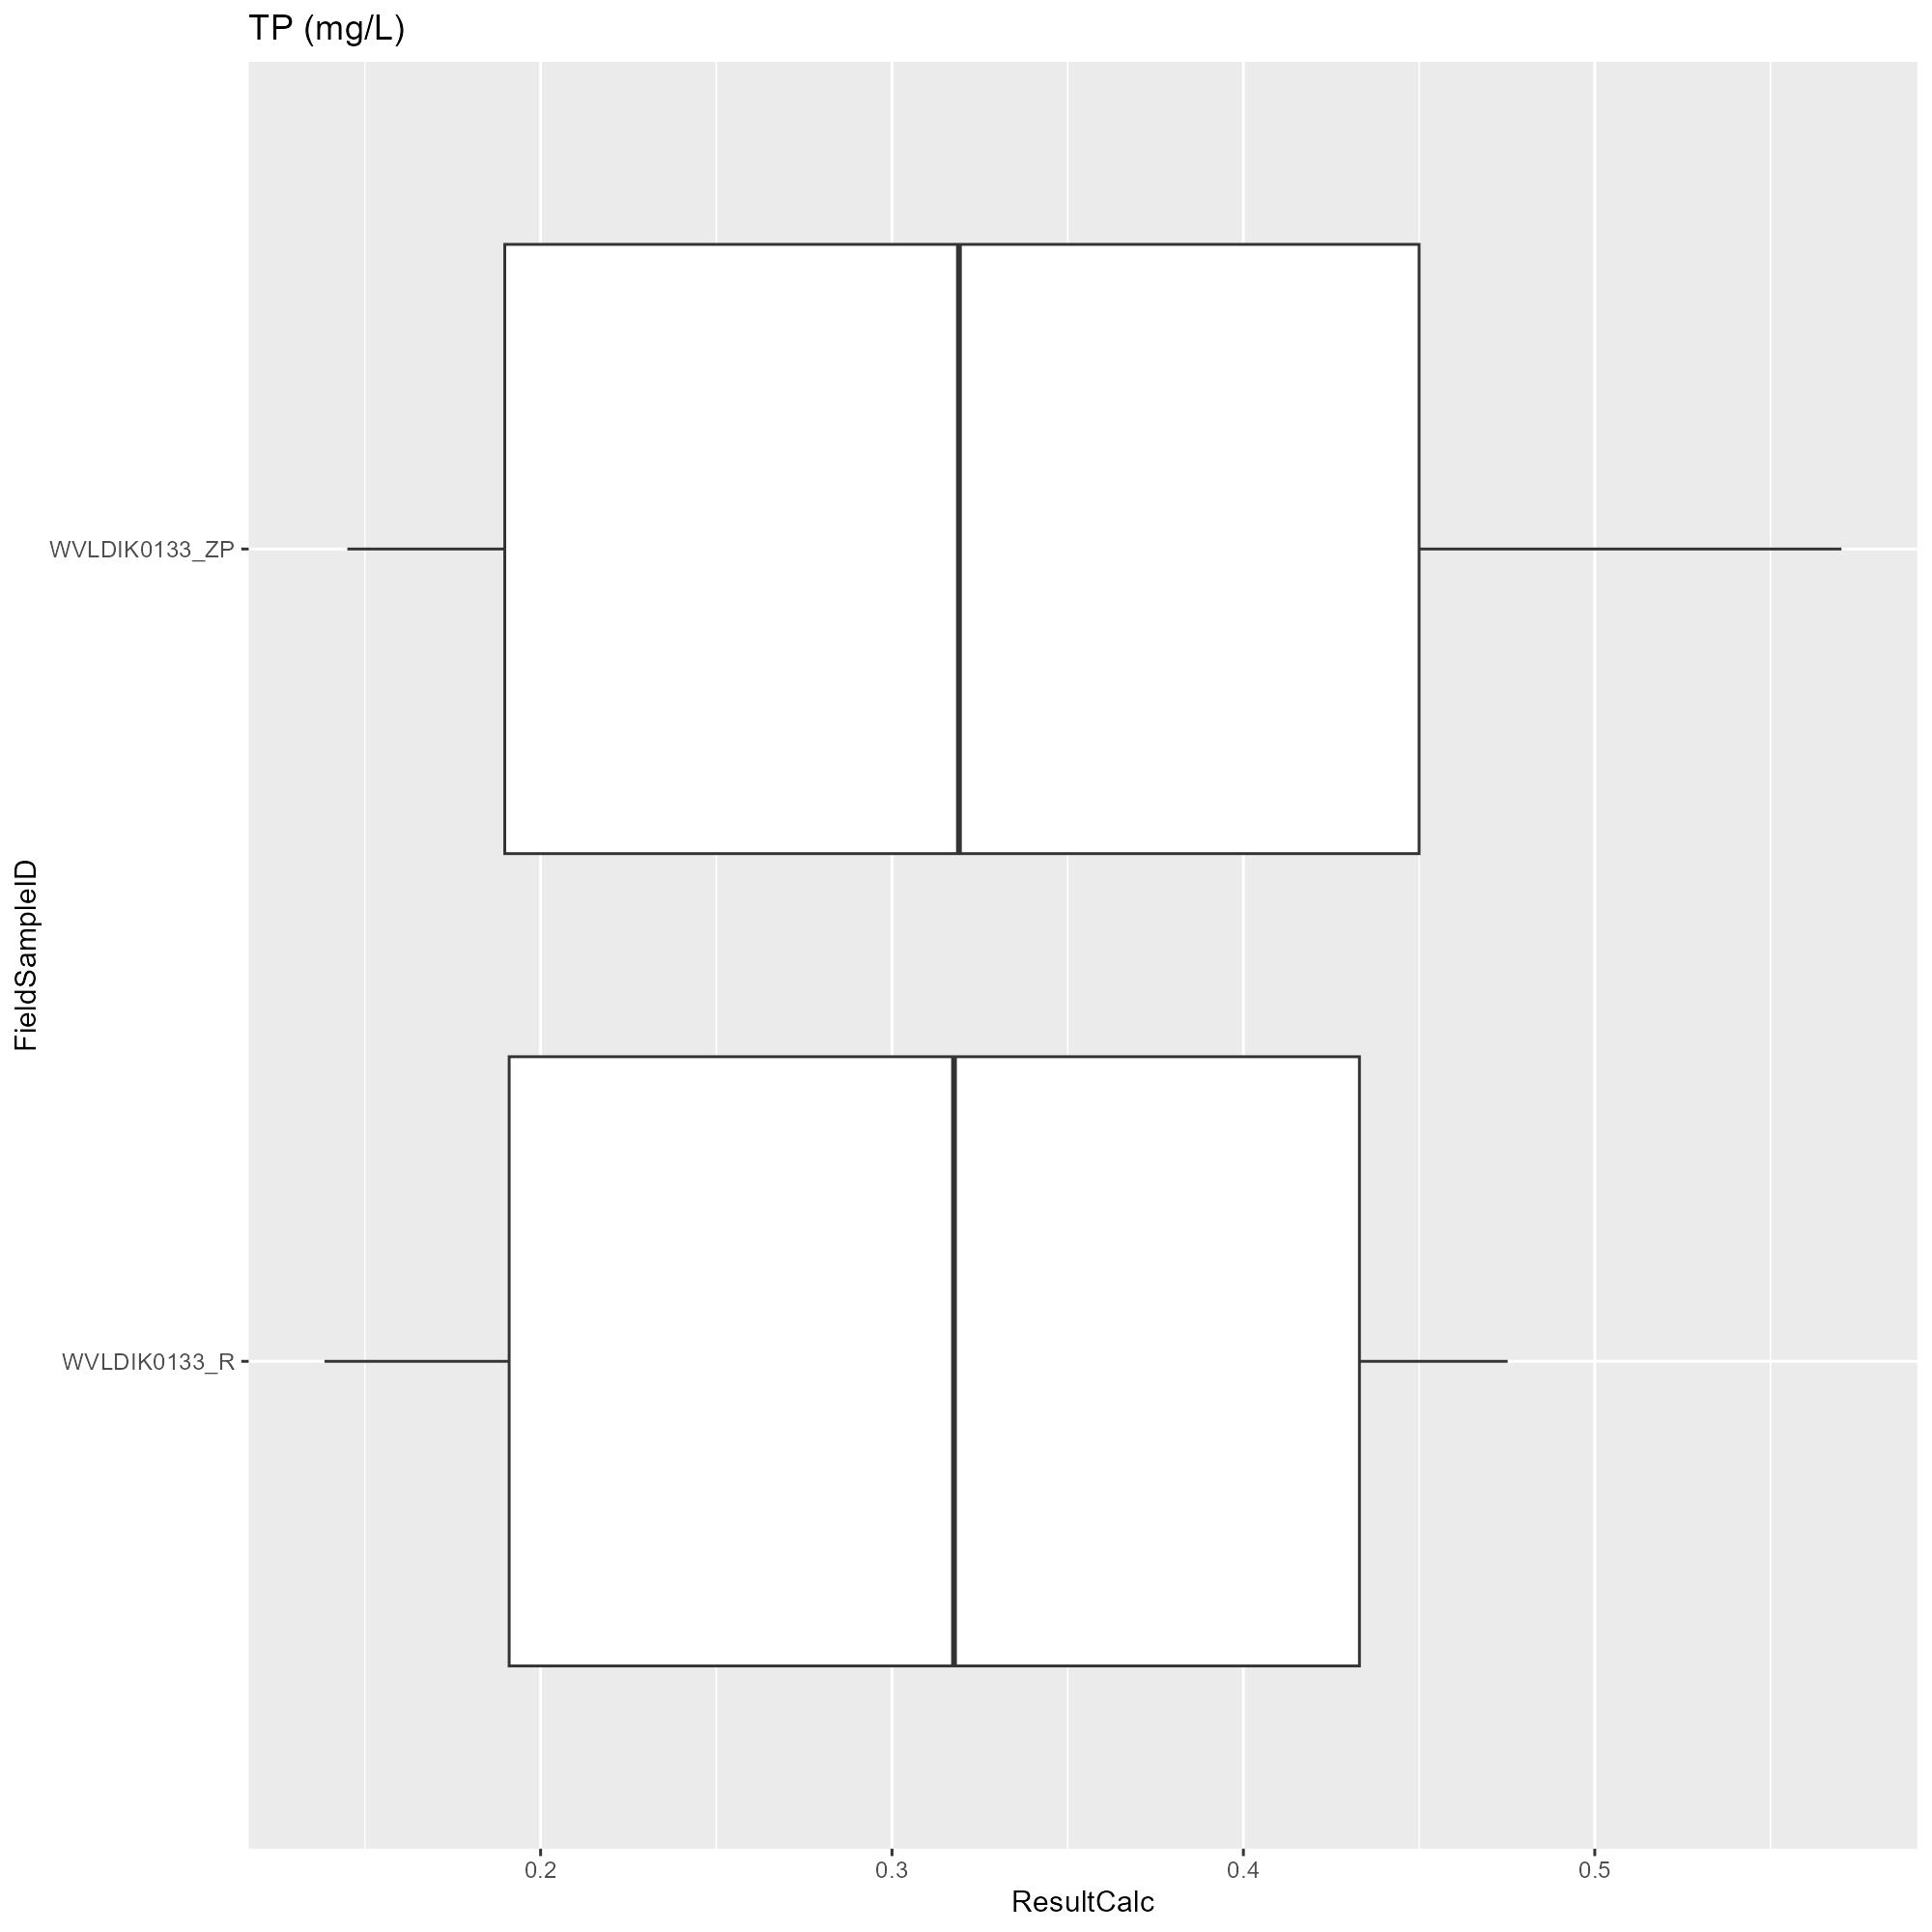 TP (mg/L)
FieldSampleID
WVLDIK0133_ZP
WVLDIK0133_R
0.2 0.3 0.4 0.5
ResultCalc